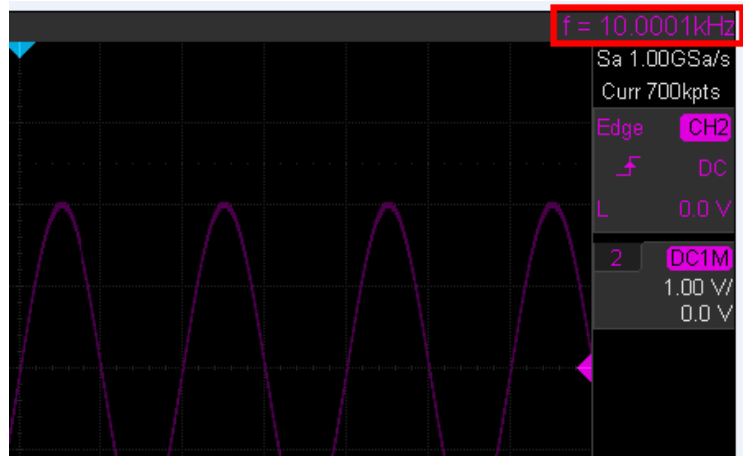 f = 10.0001kHz
Sa 1.00GSa/s
Curr 700kpts
Edge CH2
DC
L 0.0 V
2 DC1M
1.00 V/
0.0 V